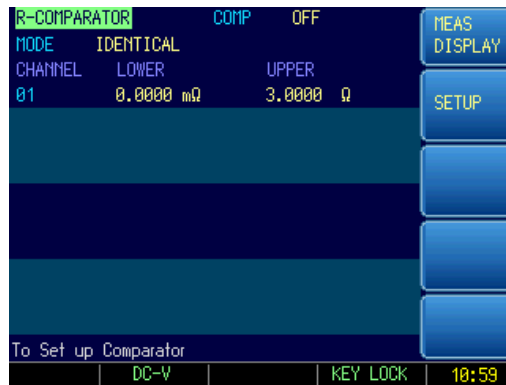 R-COMPARATOR COMP OFF
MODE IDENTICAL
CHANNEL LOWER UPPER
01 0.0000 mΩ 3.0000 Ω
MEAS
DISPLAY
SETUP
To Set up Comparator
DC-V KEY LOCK 10:59